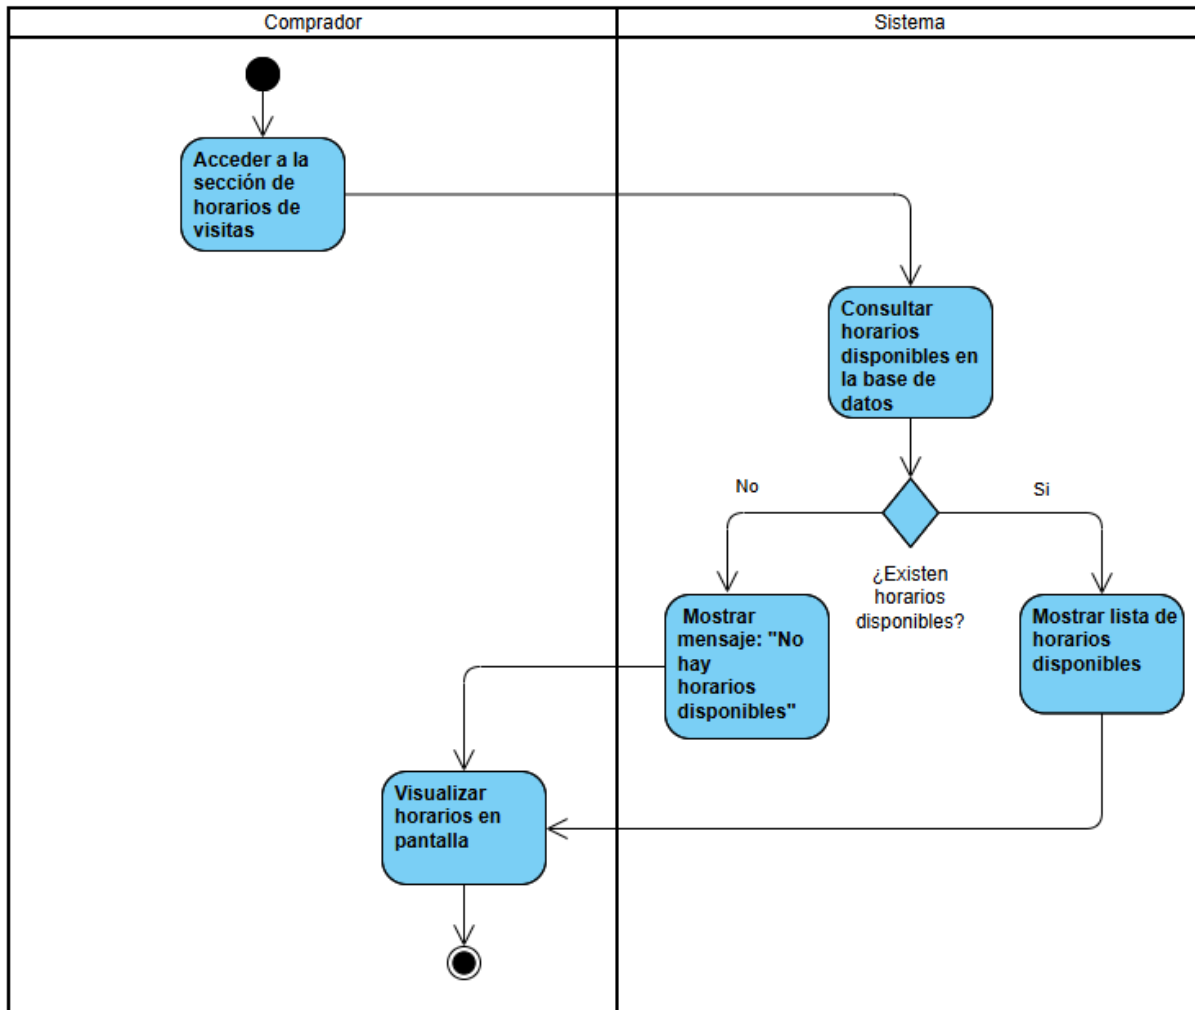 Comprador
Sistema
Acceder a la
sección de
horarios de
visitas
Consultar
horarios
disponibles en
la base de
datos
No
Si
¿Existen
horarios
disponibles?
Mostrar
mensaje: "No
hay
horarios
disponibles"
Mostrar lista de
horarios
disponibles
Visualizar
horarios en
pantalla